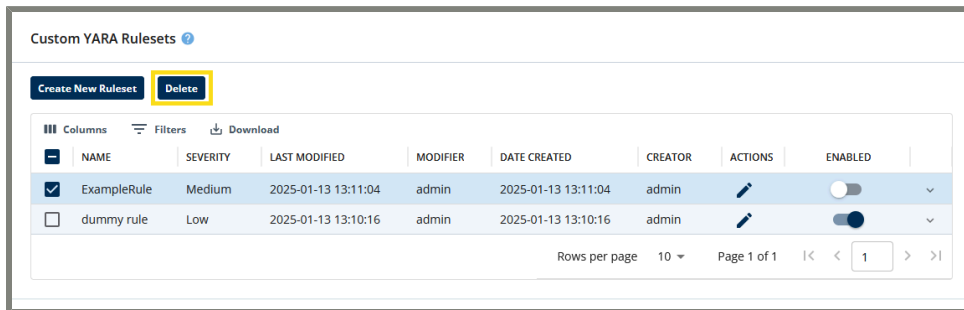 Custom YARA Rulesets ?
Create New Ruleset Delete
Columns Filters Download
NAME SEVERITY LAST MODIFIED MODIFIER DATE CREATED CREATOR ACTIONS ENABLED
ExampleRule Medium 2025-01-13 13:11:04 admin 2025-01-13 13:11:04 admin
dummy rule Low 2025-01-13 13:10:16 admin 2025-01-13 13:10:16 admin
Rows per page 10 Page 1 of 1 1